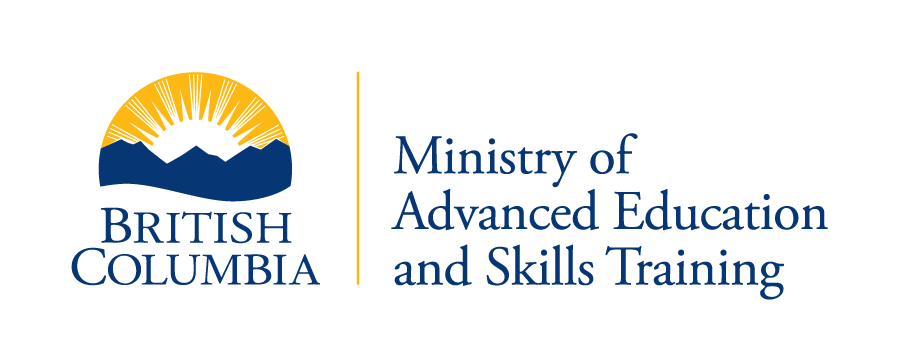 BRITISH
COLUMBIA
Ministry of
Advanced Education
and Skills Training